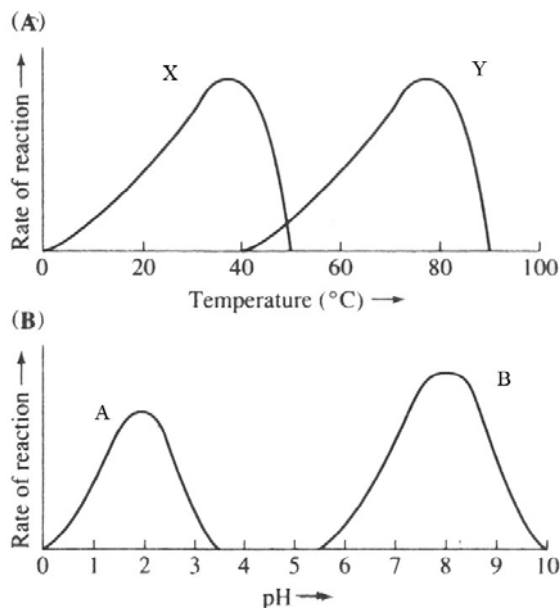 (A)
X Y
Rate of reaction →
0 20 40 60 80 100
Temperature (°C) →
(B)
A B
Rate of reaction →
0 1 2 3 4 5 6 7 8 9 10
pH →